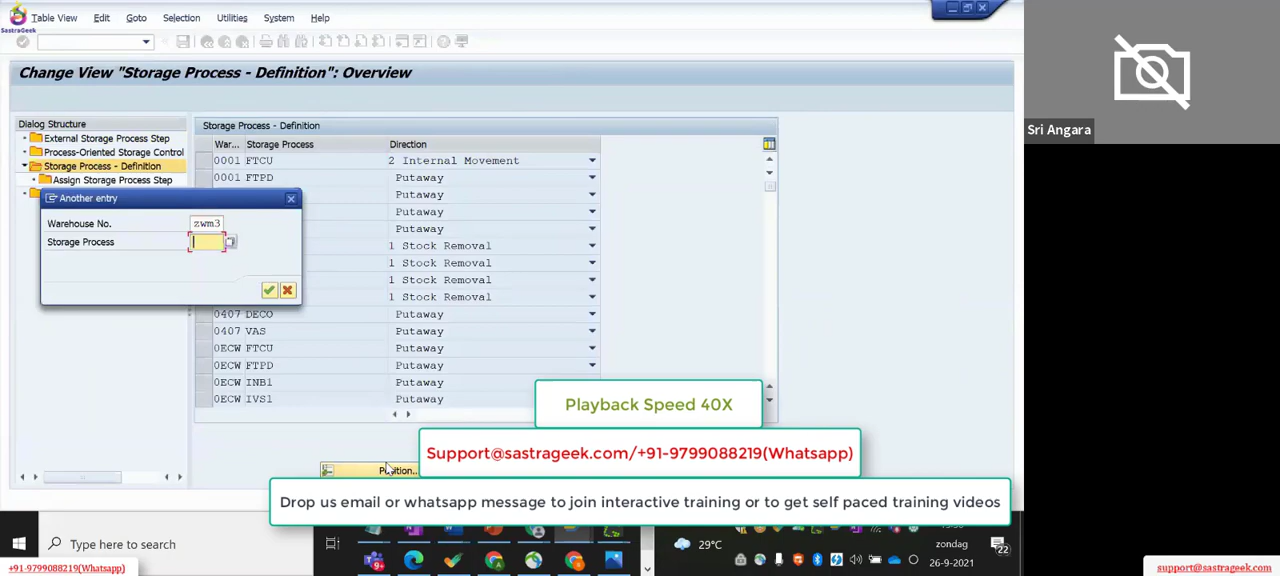 Table View Edit Goto Selection Utilities System Help
SastraGeek
Change View "Storage Process - Definition": Overview
Dialog Structure
External Storage Process Step
Process-Oriented Storage Control
Storage Process - Definition
Assign Storage Process Step
Another entry
Warehouse No. zwm3
Storage Process
Storage Process - Definition
War... Storage Process Direction
0001 FTCU 2 Internal Movement
0001 FTPD Putaway
Putaway
Putaway
Putaway
1 Stock Removal
1 Stock Removal
1 Stock Removal
1 Stock Removal
0407 DECO Putaway
0407 VAS Putaway
0ECW FTCU Putaway
0ECW FTPD Putaway
0ECW INB1 Putaway
0ECW IVS1 Putaway
Position...
Sri Angara
Playback Speed 40X
Support@sastrageek.com/+91-9799088219(Whatsapp)
Drop us email or whatsapp message to join interactive training or to get self paced training videos
Type here to search
29°C
zondag
26-9-2021
22
+91-9799088219(Whatsapp)
support@sastrageek.com